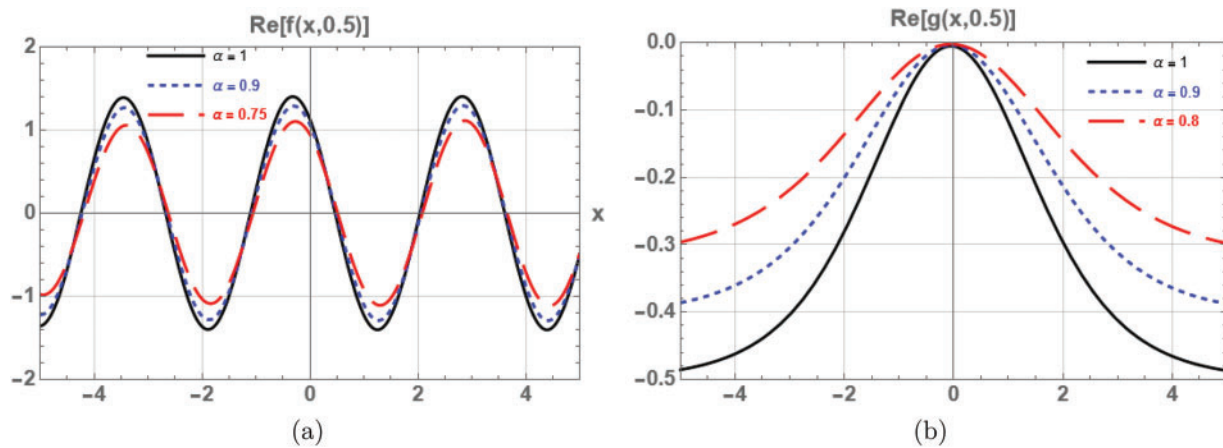 Re[f(x,0.5)]
2
1
0
−1
−2
α = 1
α = 0.9
α = 0.75
−4
−2
0
2
4
x
(a)
Re[g(x,0.5)]
0.0
−0.1
−0.2
−0.3
−0.4
−0.5
α = 1
α = 0.9
α = 0.8
−4
−2
0
2
4
(b)